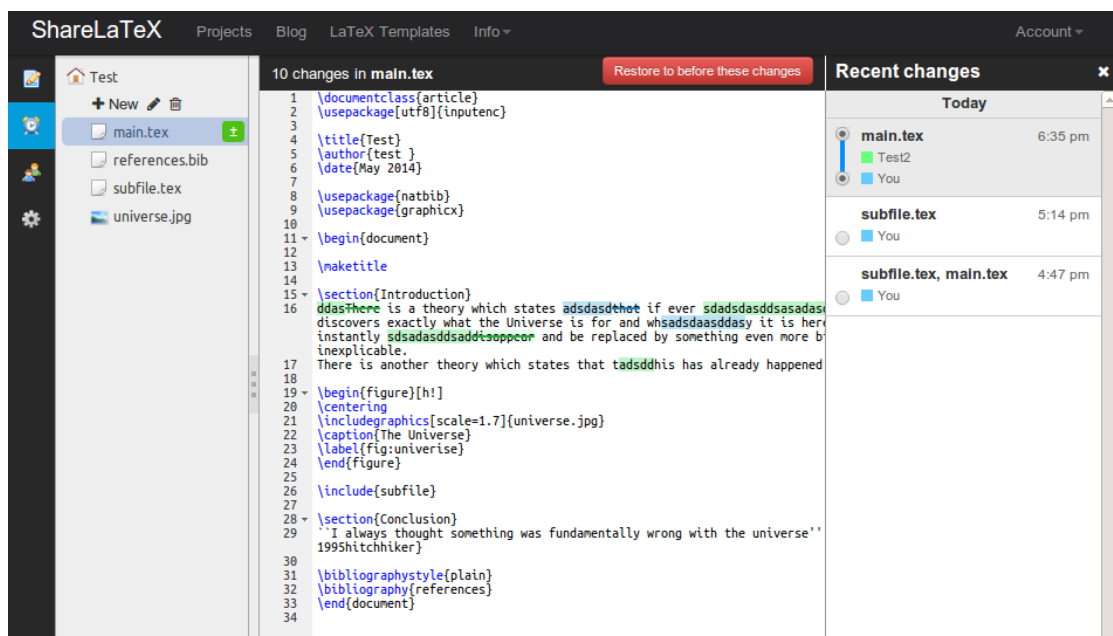 ShareLaTeX Projects Blog LaTeX Templates Info Account
Test
New
main.tex
references.bib
subfile.tex
universe.jpg
10 changes in main.tex Restore to before these changes
1 \documentclass{article}
2 \usepackage[utf8]{inputenc}
3
4 \title{Test}
5 \author{test }
6 \date{May 2014}
7
8 \usepackage{natbib}
9 \usepackage{graphicx}
10
11 \begin{document}
12
13 \maketitle
14
15 \section{Introduction}
16 ddasThere is a theory which states adsdasdthat if ever
discovers exactly what the Universe is for and whsadsdaasddasy it is here
instantly sdsadasddsaddisappear and be replaced by something even more
inexplicable.
17 There is another theory which states that tadsddhis has already happened
18
19 \begin{figure}[h!]
20 \centering
21 \includegraphics[scale=1.7]{universe.jpg}
22 \caption{The Universe}
23 \label{fig:univerise}
24 \end{figure}
25
26 \include{subfile}
27
28 \section{Conclusion}
29 ``I always thought something was fundamentally wrong with the universe''
1995hitchhiker}
30
31 \bibliographystyle{plain}
32 \bibliography{references}
33 \end{document}
34
Recent changes
Today
main.tex 6:35 pm
Test2
You
subfile.tex 5:14 pm
You
subfile.tex, main.tex 4:47 pm
You